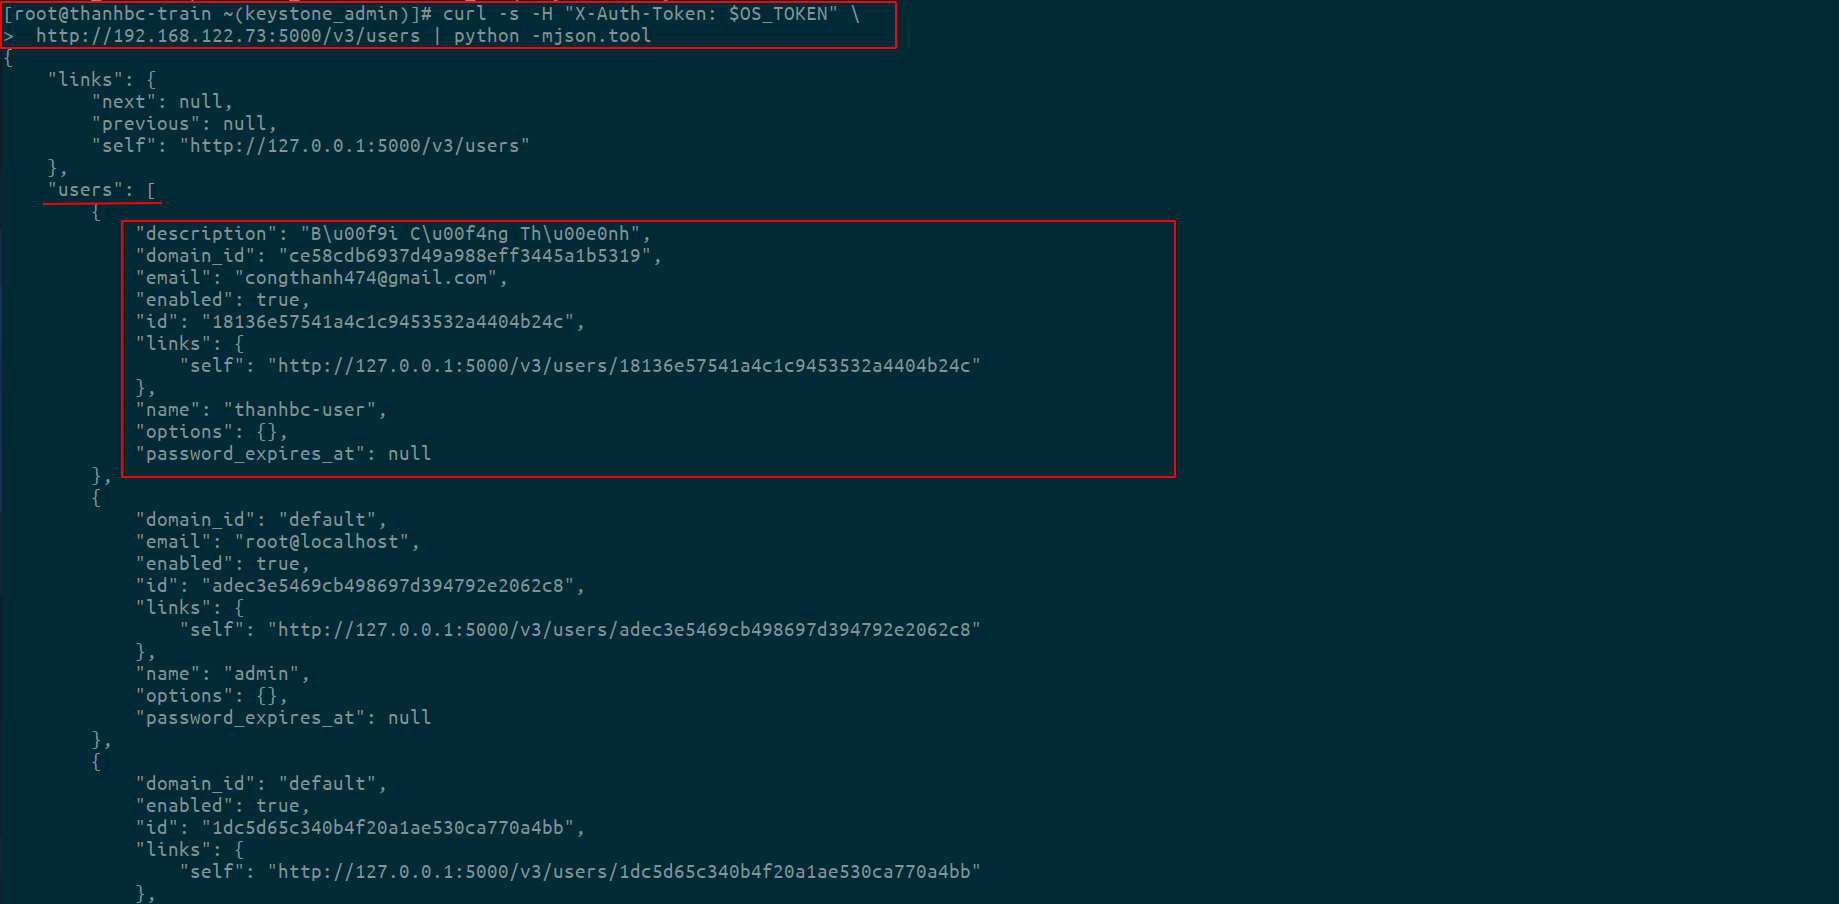 [root@thanhbc-train ~(keystone_admin)]# curl -s -H "X-Auth-Token: $OS_TOKEN" \
>  http://192.168.122.73:5000/v3/users | python -mjson.tool
{
    "links": {
        "next": null,
        "previous": null,
        "self": "http://127.0.0.1:5000/v3/users"
    },
    "users": [
        {
            "description": "B\u00f9i C\u00f4ng Th\u00e0nh",
            "domain_id": "ce58cdb6937d49a988eff3445a1b5319",
            "email": "congthanh474@gmail.com",
            "enabled": true,
            "id": "18136e57541a4c1c9453532a4404b24c",
            "links": {
                "self": "http://127.0.0.1:5000/v3/users/18136e57541a4c1c9453532a4404b24c"
            },
            "name": "thanhbc-user",
            "options": {},
            "password_expires_at": null
        },
        {
            "domain_id": "default",
            "email": "root@localhost",
            "enabled": true,
            "id": "adec3e5469cb498697d394792e2062c8",
            "links": {
                "self": "http://127.0.0.1:5000/v3/users/adec3e5469cb498697d394792e2062c8"
            },
            "name": "admin",
            "options": {},
            "password_expires_at": null
        },
        {
            "domain_id": "default",
            "enabled": true,
            "id": "1dc5d65c340b4f20a1ae530ca770a4bb",
            "links": {
                "self": "http://127.0.0.1:5000/v3/users/1dc5d65c340b4f20a1ae530ca770a4bb"
            },